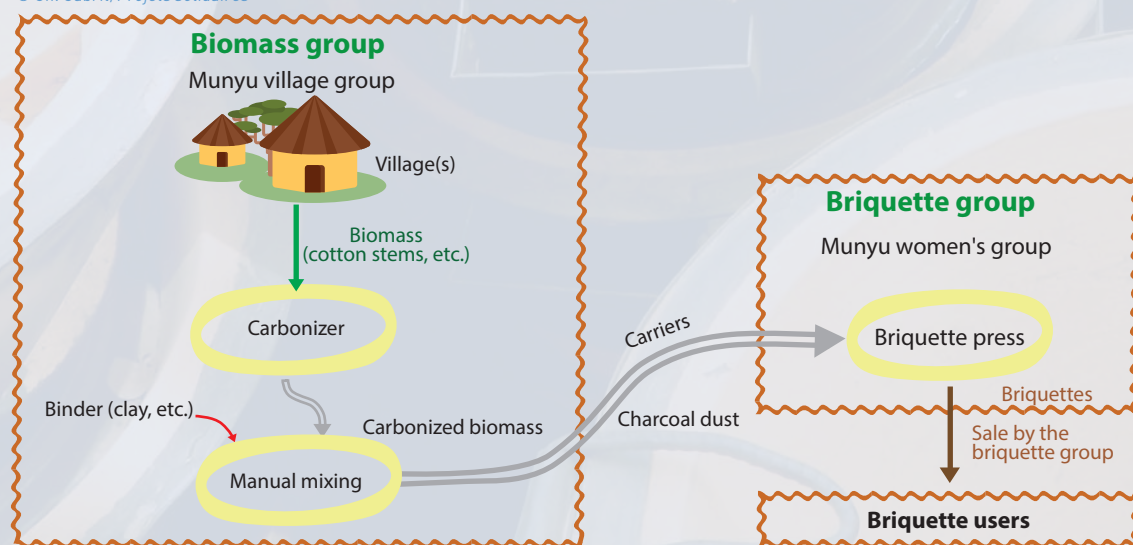 Biomass group
Munyu village group
Village(s)
Biomass
(cotton stems, etc.)
Carbonizer
Binder (clay, etc.)
Carbonized biomass
Manual mixing
Carriers
Charcoal dust
Briquette group
Munyu women's group
Briquette press
Briquettes
Sale by the
briquette group
Briquette users